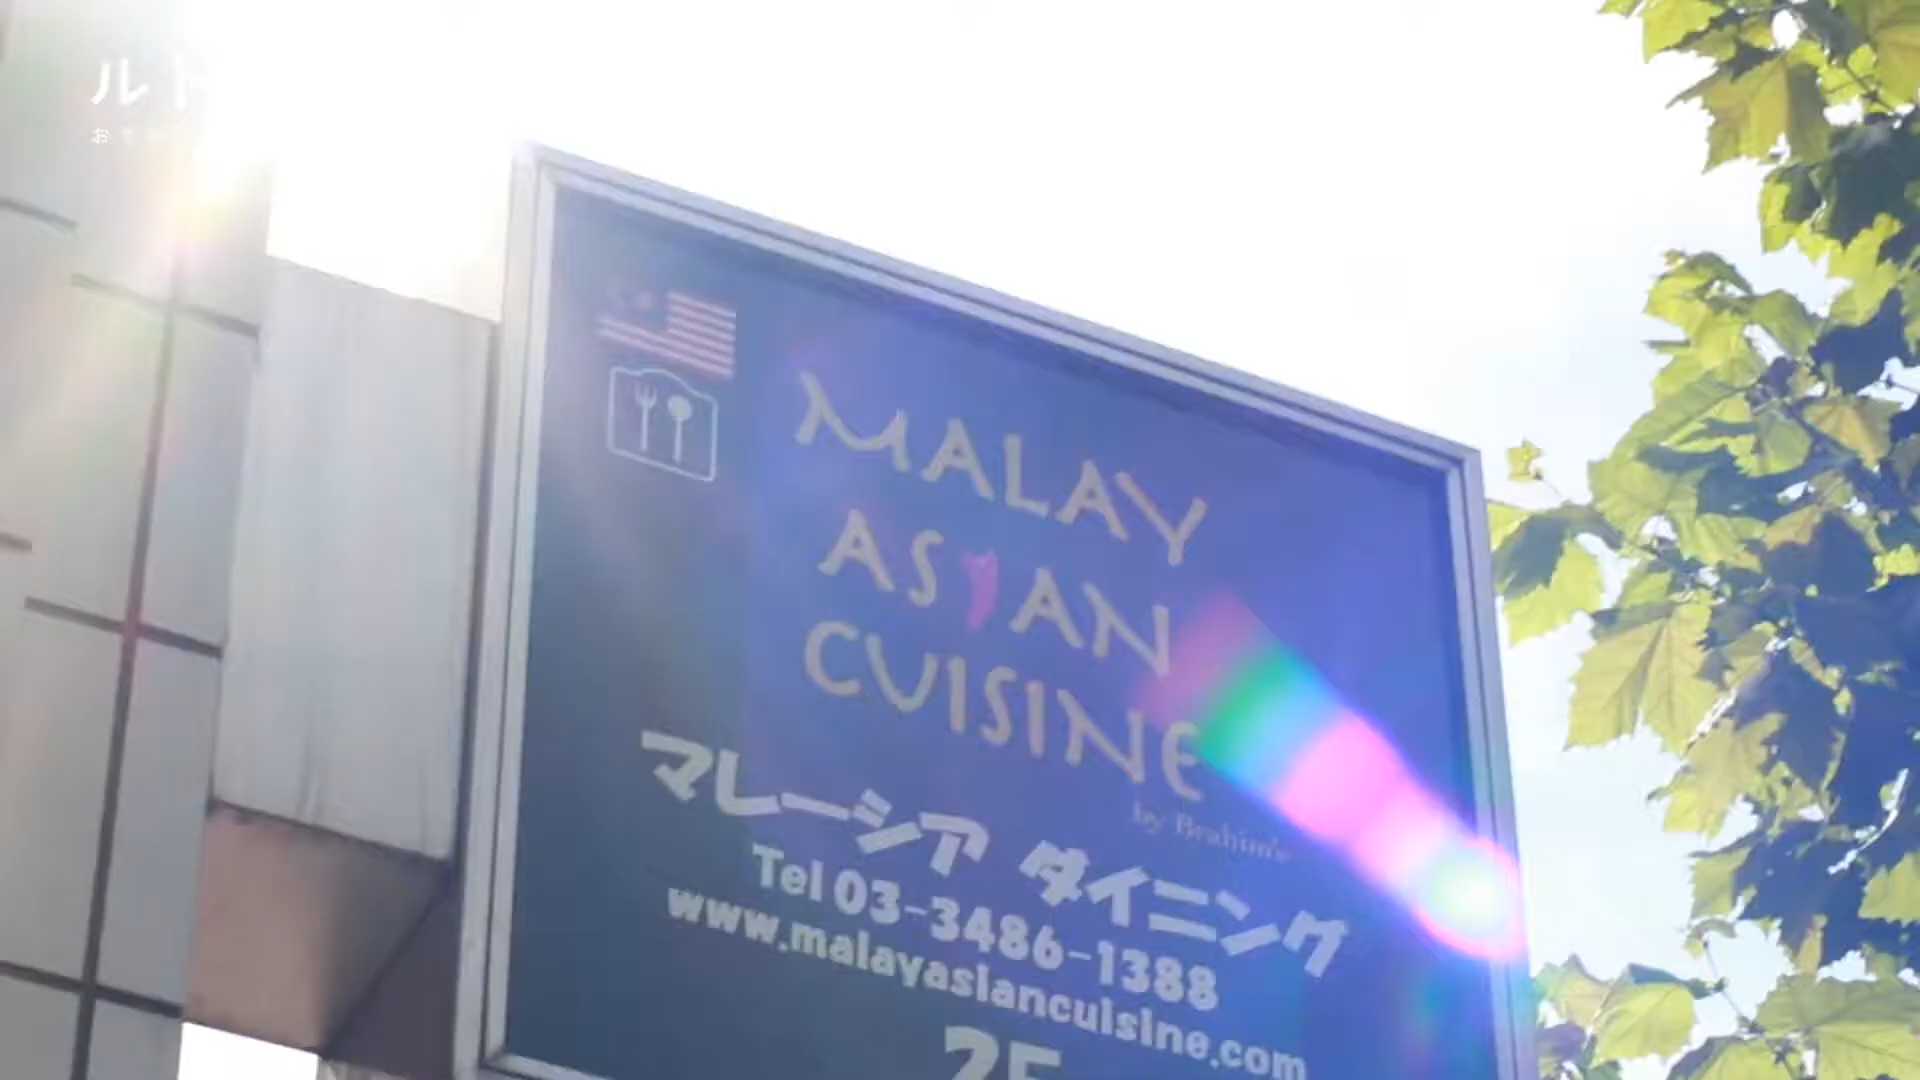 MALAY
ASIAN
CUISINE
by Brahim's
マレーシア ダイニング
Tel 03-3486-1388
www.malayasiancuisine.com
2F